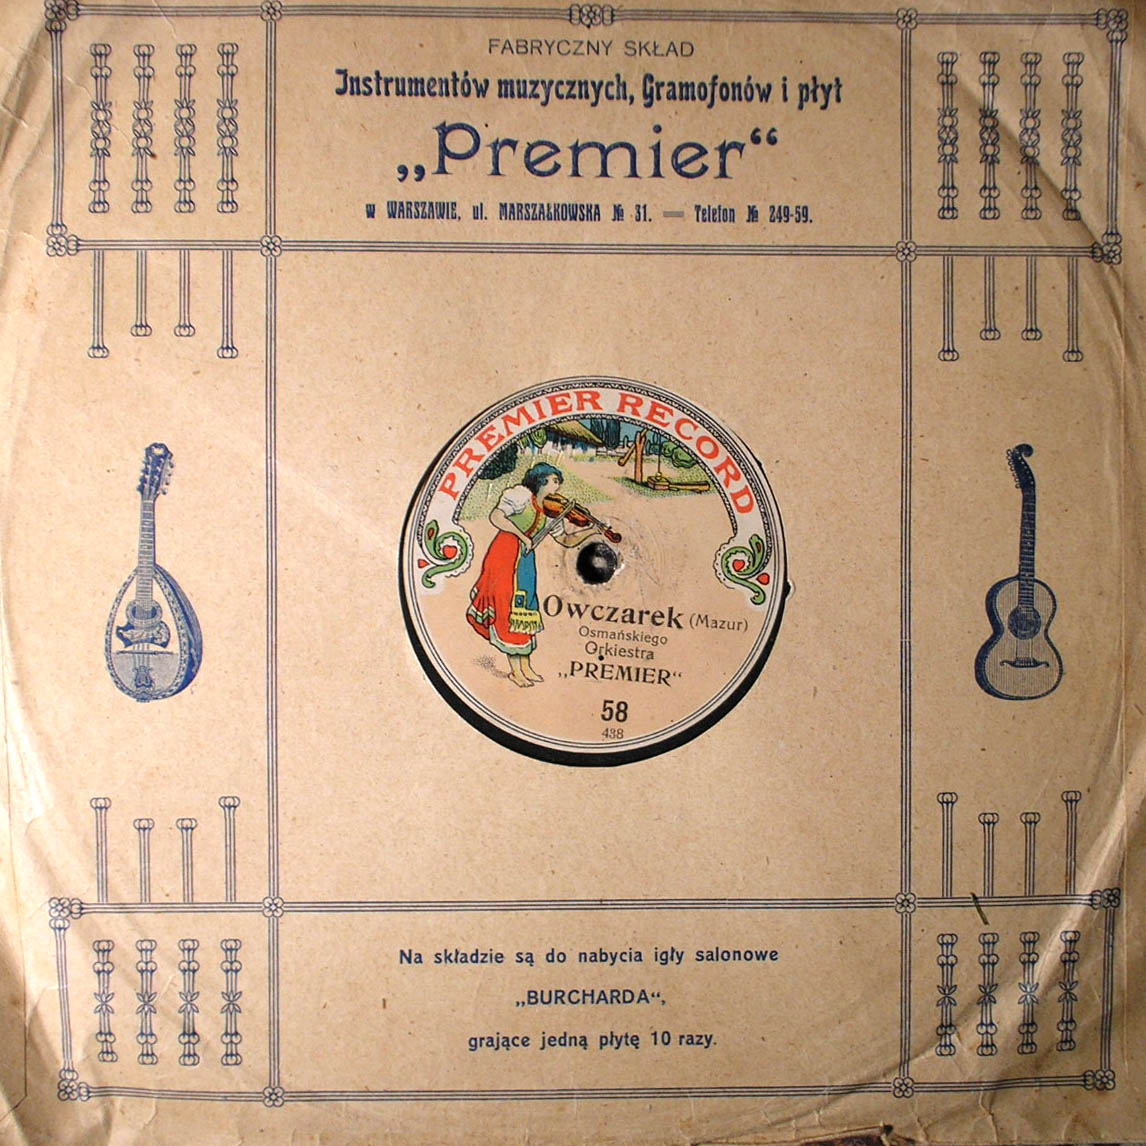 FABRYCZNY SKŁAD
Instrumentów muzycznych, Gramofonów i płyt
„Premier“
w WARSZAWIE, ul. MARSZAŁKOWSKA № 31. — Telefon № 249-59.
PREMIER RECORD
Owczarek (Mazur)
Osmańskiego
Orkiestra
„PREMIER“
58
438
Na składzie są do nabycia igły salonowe
„BURCHARDA“,
grające jedną płytę 10 razy.